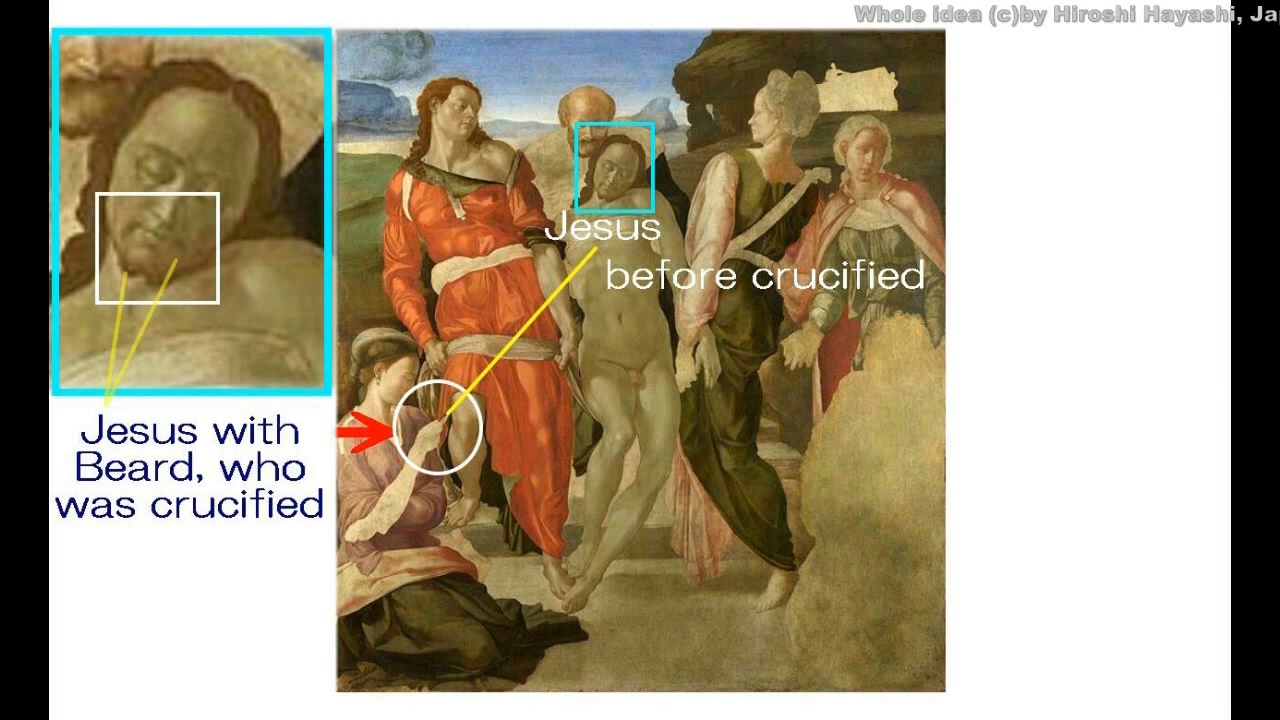 Whole idea (c)by Hiroshi Hayashi, Ja
Jesus
before crucified
Jesus with
Beard, who
was crucified